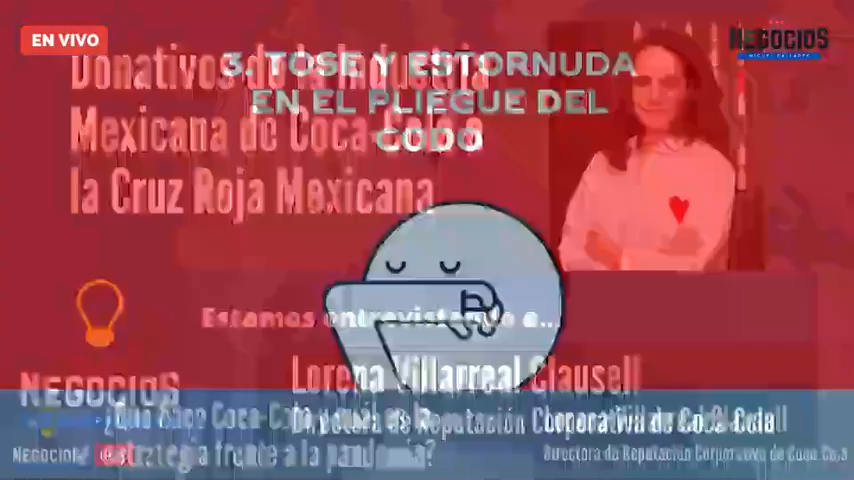 EN VIVO
NEGOCIOS
Donativos de la Industria
Mexicana de Coca-Cola a
la Cruz Roja Mexicana
3. TOSE Y ESTORNUDA
EN EL PLIEGUE DEL
CODO
Estamos entrevistando a...
Lorena Villarreal Clausell
Directora de Reputación Corporativa de Coca-Cola
NEGOCIOS
¿Qué hace Coca-Cola
estrategia frente a la pandemia?
Directora de Reputación Corporativa de Coca-Cola
NEGOCIOS